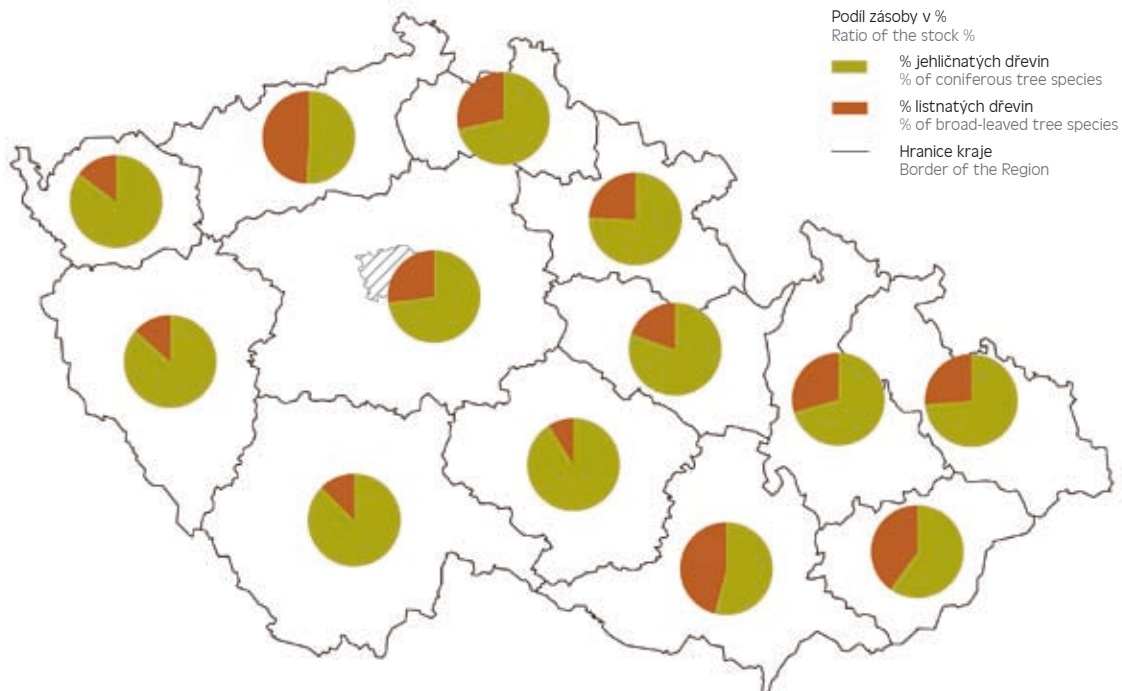 Podíl zásoby v %
Ratio of the stock %
% jehličnatých dřevin
% of coniferous tree species
% listnatých dřevin
% of broad-leaved tree species
Hranice kraje
Border of the Region